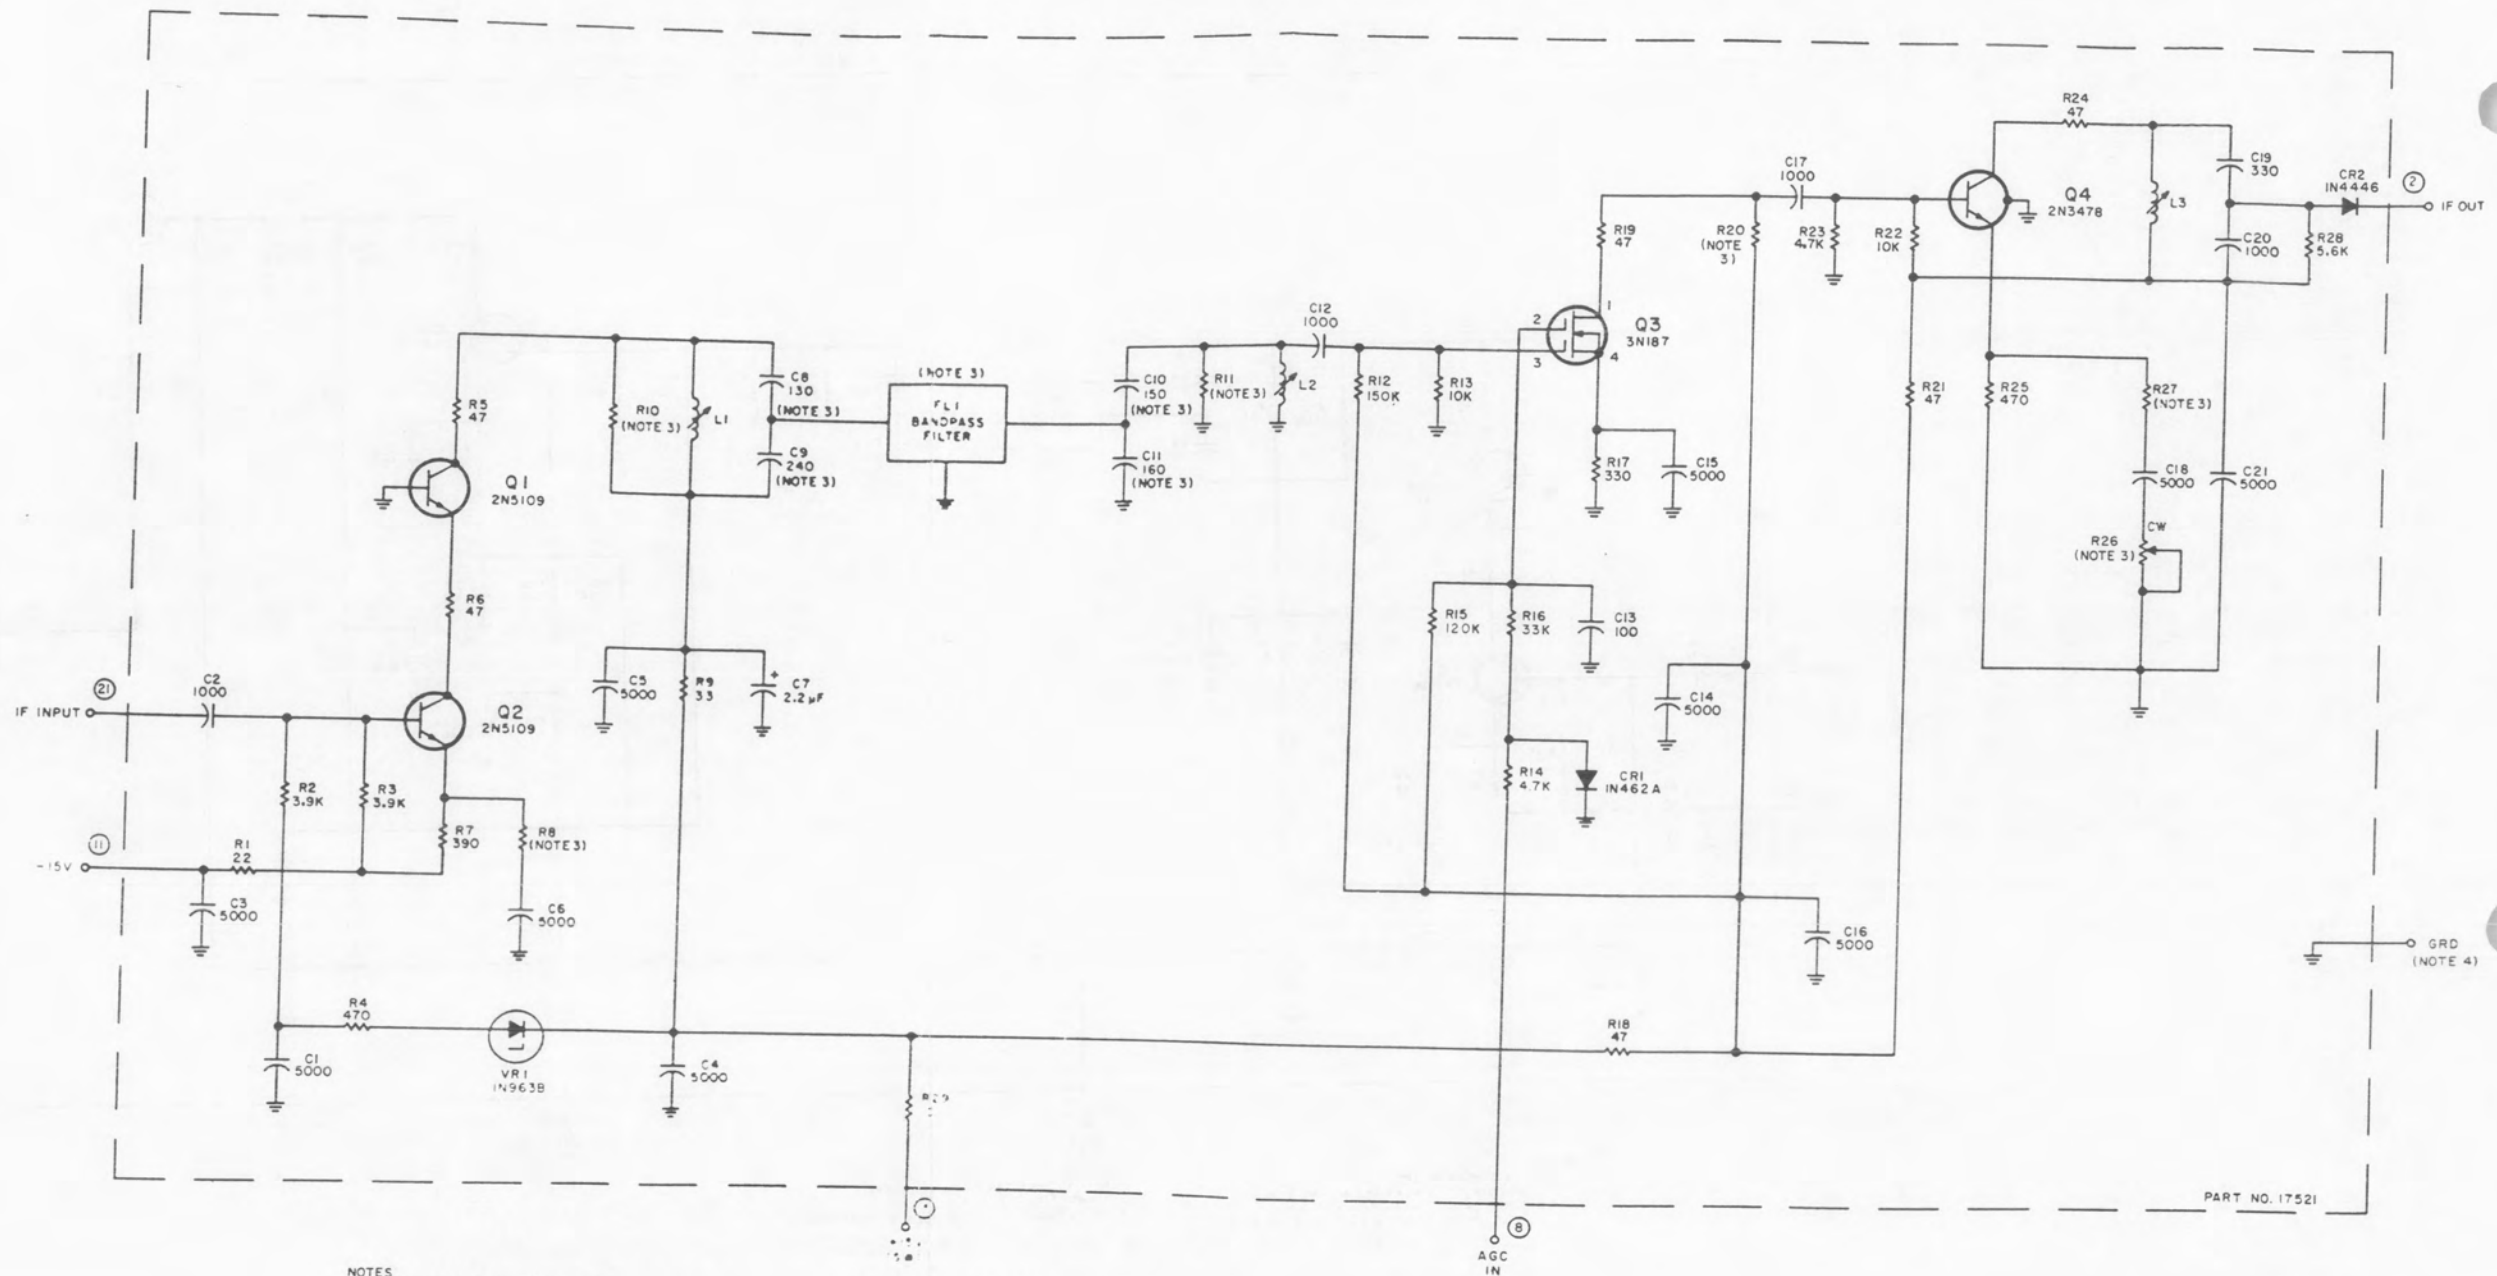 R24
47
C17
1000
C19
330
CR2
1N4446
2
IF OUT
Q4
2N3478
L3
R19
47
R20
(NOTE
3)
R23
4.7K
R22
10K
C20
1000
R28
5.6K
C12
1000
1
2
3
4
Q3
3N187
(NOTE 3)
FL1
BANDPASS
FILTER
C8
130
(NOTE 3)
C10
150
(NOTE 3)
R11
(NOTE 3)
L2
R12
150K
R13
10K
R21
47
R25
470
R27
(NOTE 3)
R5
47
R10
(NOTE 3)
L1
C9
240
(NOTE 3)
C11
160
(NOTE 3)
R17
330
C15
5000
C18
5000
C21
5000
Q1
2N5109
CW
R26
(NOTE 3)
R6
47
R15
120K
R16
33K
C13
100
21
IF INPUT
C2
1000
Q2
2N5109
C5
5000
R9
33
+
C7
2.2µF
C14
5000
R2
3.9K
R3
3.9K
R14
4.7K
CR1
1N462A
11
-15V
R1
22
R7
390
R8
(NOTE 3)
C3
5000
C6
5000
C16
5000
GRD
(NOTE 4)
R4
470
R18
47
C1
5000
VR1
1N963B
C4
5000
R29
PART NO. 17521
8
AGC
IN
NOTES